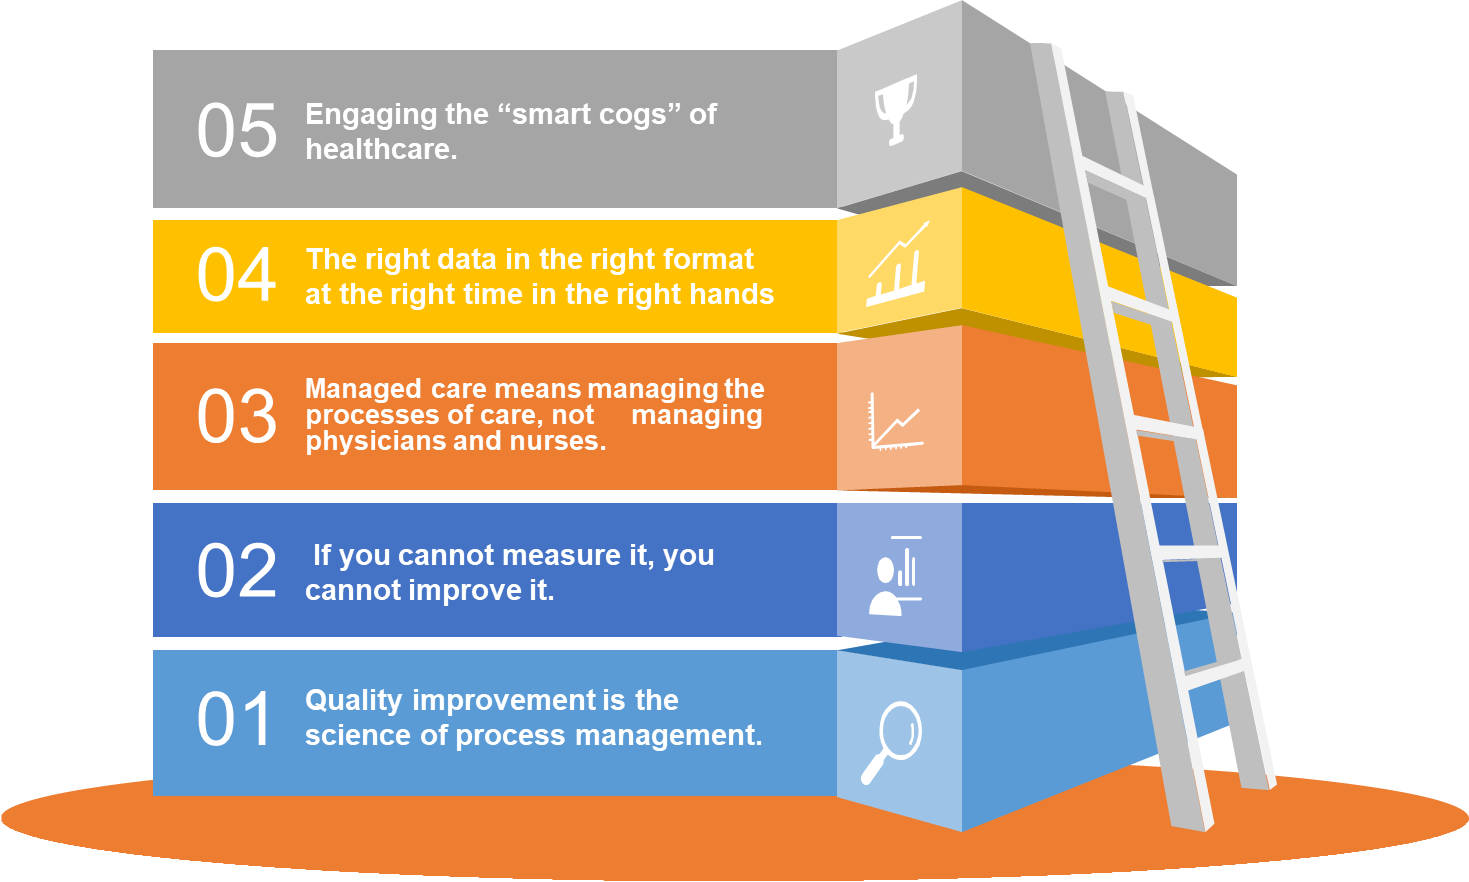 05
Engaging the “smart cogs” of
healthcare.
04
The right data in the right format
at the right time in the right hands
03
Managed care means managing the
processes of care, not managing
physicians and nurses.
02
If you cannot measure it, you
cannot improve it.
01
Quality improvement is the
science of process management.